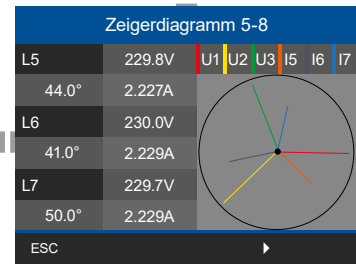 Zeigerdiagramm 5-8
L5 229.8V U1 U2 U3 I5 I6 I7
44.0° 2.227A
L6 230.0V
41.0° 2.229A
L7 229.7V
50.0° 2.229A
ESC